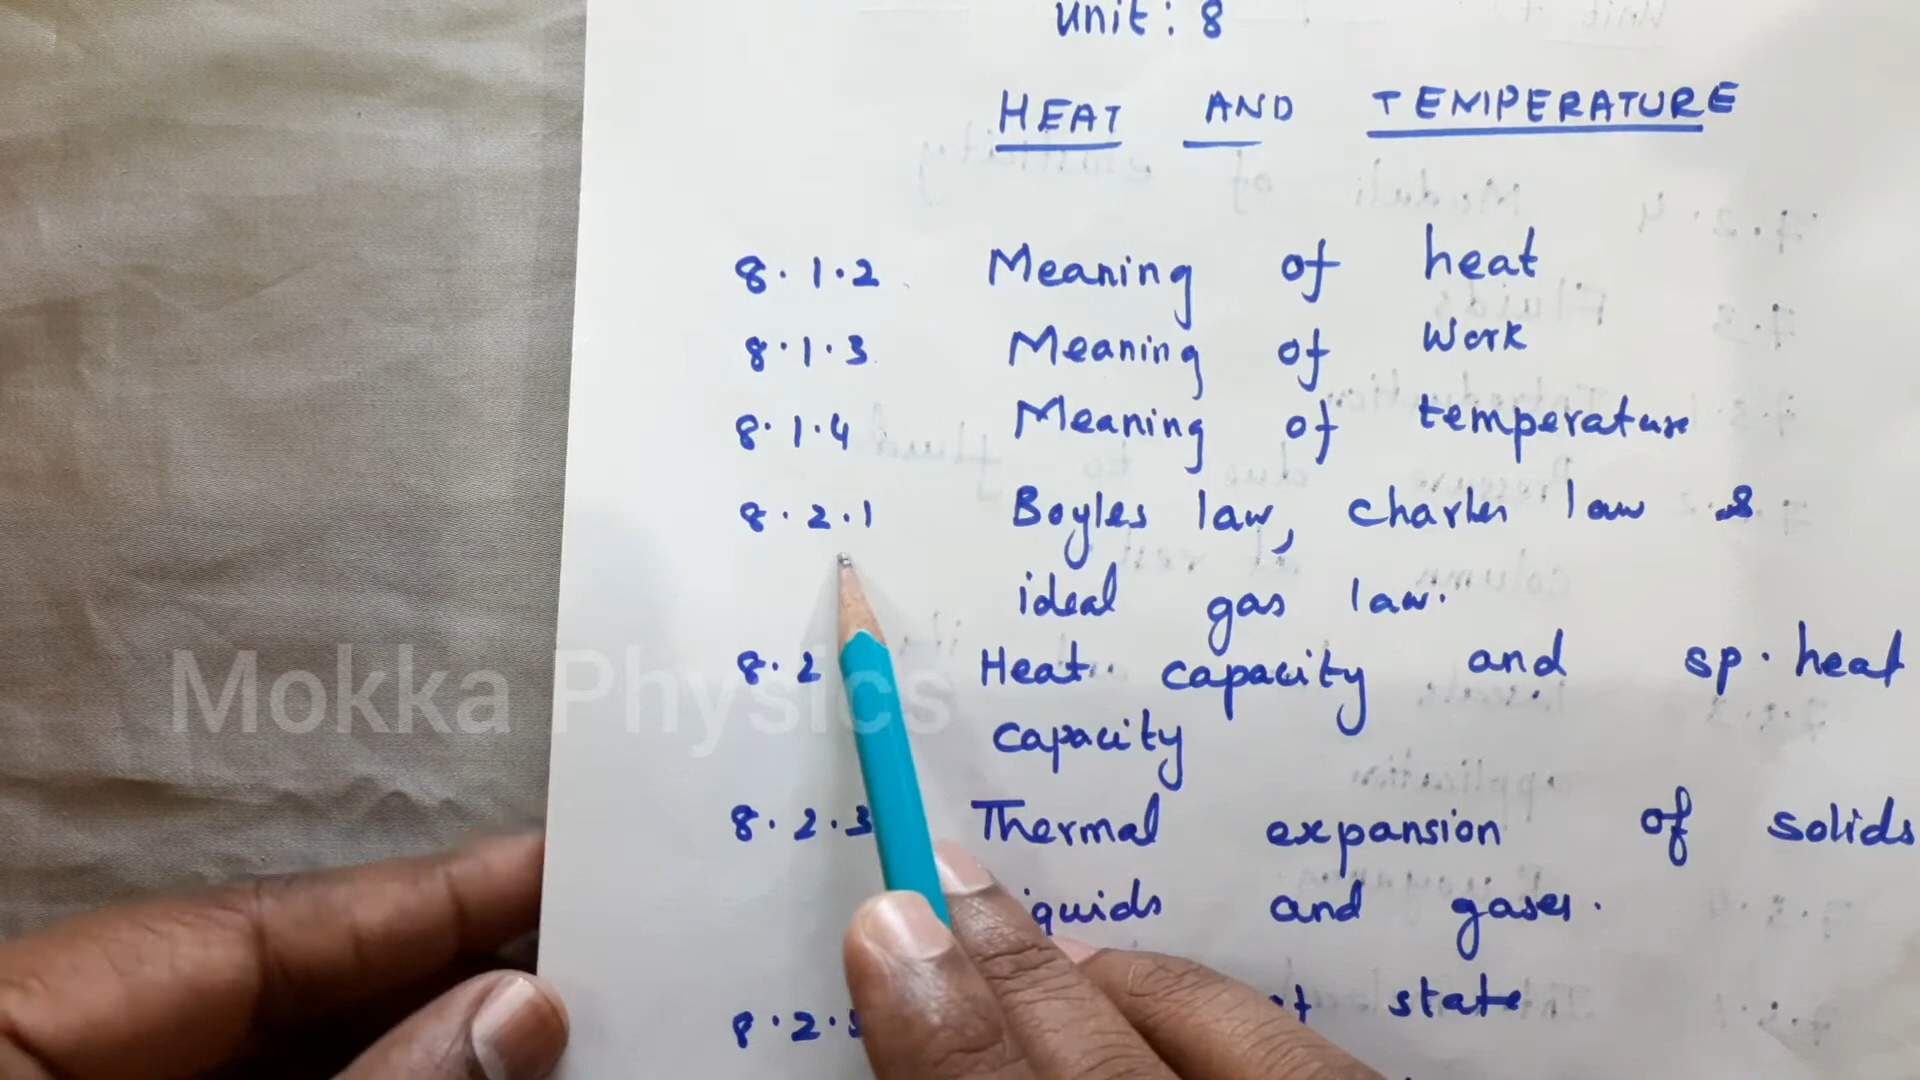 Unit: 8
HEAT AND TEMPERATURE
8.1.2 Meaning of heat
8.1.3 Meaning of Work
8.1.4 Meaning of temperature
8.2.1 Boyles law, Charles law &
ideal gas law.
8.2 Heat capacity and sp. heat
capacity
8.2.3 Thermal expansion of solids
liquids and gases.
8.2. state
Mokka Physics